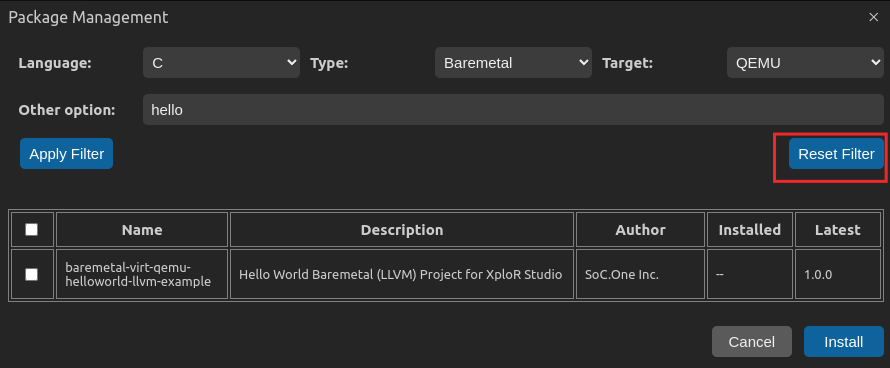 Package Management ×
Language: C Type: Baremetal Target: QEMU
Other option: hello
Apply Filter Reset Filter
Name Description Author Installed Latest
baremetal-virt-qemu-
helloworld-llvm-example Hello World Baremetal (LLVM) Project for XploR Studio SoC.One Inc. -- 1.0.0
Cancel Install